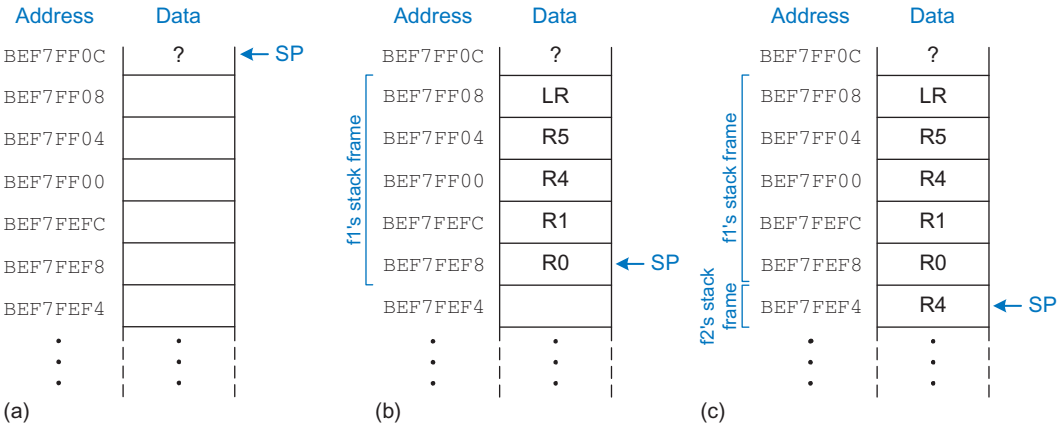 Address Data
BEF7FF0C ? SP
BEF7FF08
BEF7FF04
BEF7FF00
BEF7FEFC
BEF7FEF8
BEF7FEF4
(a)
Address Data
BEF7FF0C ?
BEF7FF08 LR
BEF7FF04 R5
BEF7FF00 R4
BEF7FEFC R1
BEF7FEF8 R0 SP
BEF7FEF4
f1's stack frame
(b)
Address Data
BEF7FF0C ?
BEF7FF08 LR
BEF7FF04 R5
BEF7FF00 R4
BEF7FEFC R1
BEF7FEF8 R0
BEF7FEF4 R4 SP
f1's stack frame
f2's stack
frame
(c)